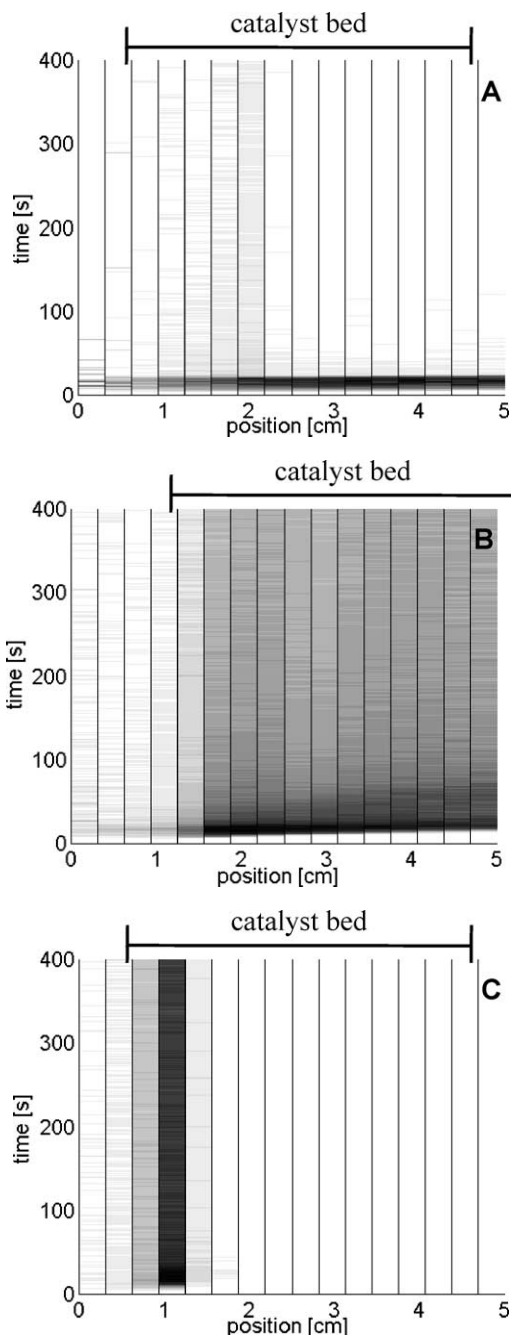 catalyst bed
400
A
300
time [s]
200
100
0
0 1 2 3 4 5
position [cm]
catalyst bed
400
B
300
time [s]
200
100
0
0 1 2 3 4 5
position [cm]
catalyst bed
400
C
300
time [s]
200
100
0
0 1 2 3 4 5
position [cm]